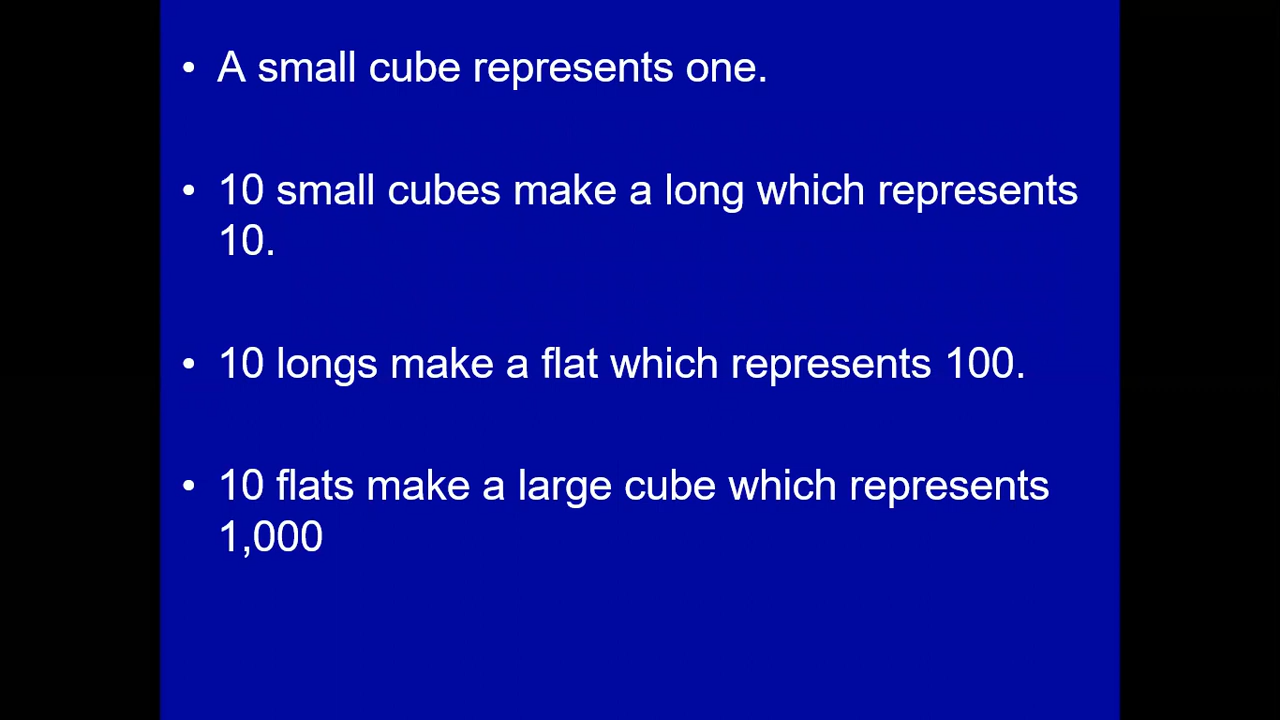 • A small cube represents one.
• 10 small cubes make a long which represents
10.
• 10 longs make a flat which represents 100.
• 10 flats make a large cube which represents
1,000